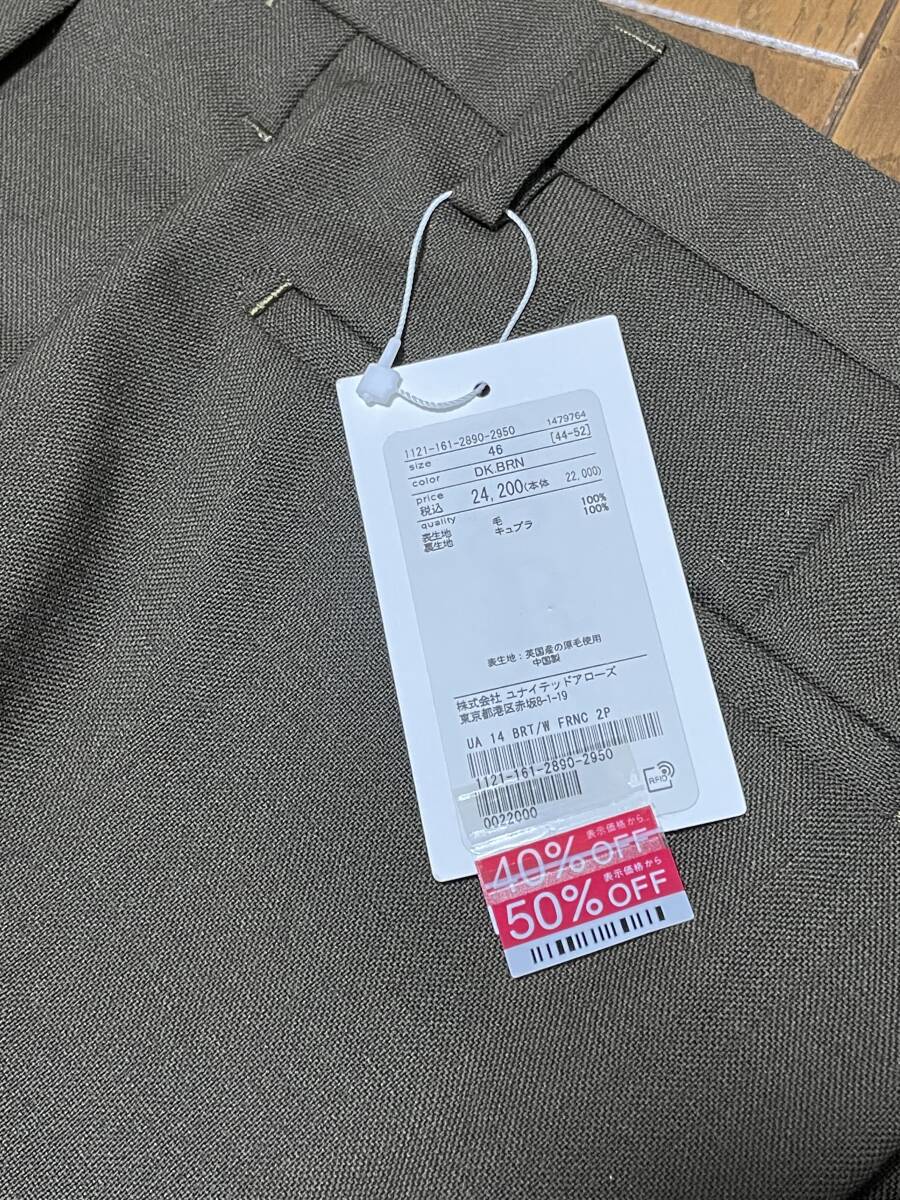 1121-161-2890-2950 1479764
size 46 [44-52]
color DK.BRN
price
税込 24,200(本体 22,000)
quality
表生地 毛 100%
裏生地 キュプラ 100%
表生地：英国産の原毛使用
中国製
株式会社 ユナイテッドアローズ
東京都港区赤坂8-1-19
UA 14 BRT/W FRNC 2P
1121-161-2890-2950
RFID
0022000
表示価格から
40%OFF
表示価格から
50%OFF